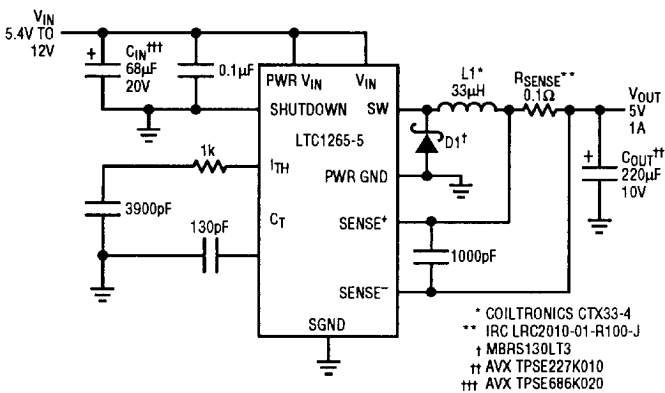 VIN
5.4V TO
12V
CIN†††
68µF
20V
+
0.1µF
PWR VIN
VIN
SHUTDOWN
SW
LTC1265-5
L1*
33µH
RSENSE**
0.1Ω
VOUT
5V
1A
D1†
1k
ITH
PWR GND
+
COUT††
220µF
10V
3900pF
130pF
CT
SENSE+
1000pF
SENSE–
SGND
* COILTRONICS CTX33-4
** IRC LRC2010-01-R100-J
† MBRS130LT3
†† AVX TPSE227K010
††† AVX TPSE686K020